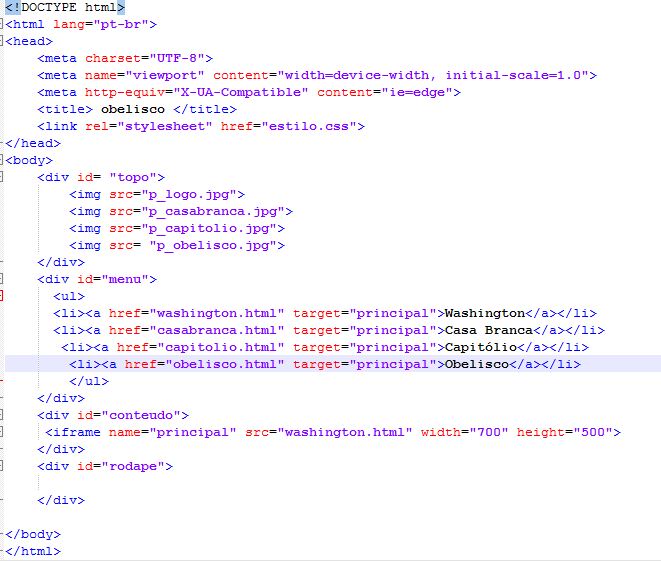 <!DOCTYPE html>
<html lang="pt-br">
<head>
    <meta charset="UTF-8">
    <meta name="viewport" content="width=device-width, initial-scale=1.0">
    <meta http-equiv="X-UA-Compatible" content="ie=edge">
    <title> obelisco </title>
    <link rel="stylesheet" href="estilo.css">
</head>
<body>
    <div id= "topo">
        <img src="p_logo.jpg">
        <img src="p_casabranca.jpg">
        <img src="p_capitolio.jpg">
        <img src= "p_obelisco.jpg">
    </div>
    <div id="menu">
      <ul>
      <li><a href="washington.html" target="principal">Washington</a></li>
      <li><a href="casabranca.html" target="principal">Casa Branca</a></li>
       <li><a href="capitolio.html" target="principal">Capitólio</a></li>
        <li><a href="obelisco.html" target="principal">Obelisco</a></li>
        </ul>
    </div>
    <div id="conteudo">
     <iframe name="principal" src="washington.html" width="700" height="500">
    </div>
    <div id="rodape">
    </div>
</body>
</html>